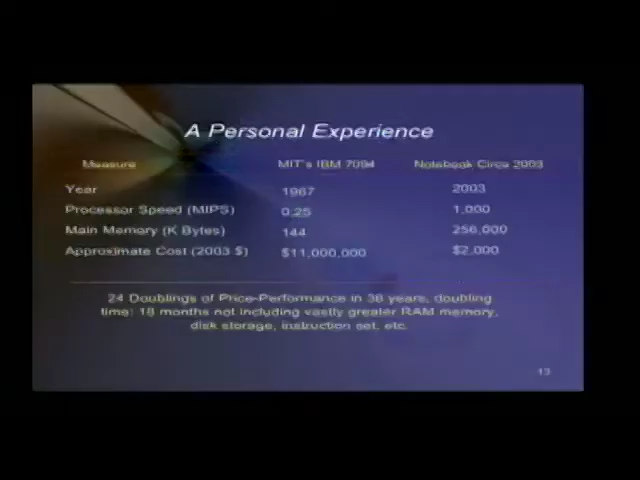 A Personal Experience
Measure MIT's IBM 7094 Notebook Circa 2003
Year 1967 2003
Processor Speed (MIPS) 0.25 1,000
Main Memory (K Bytes) 144 256,000
Approximate Cost (2003 $) $11,000,000 $2,000
24 Doublings of Price-Performance in 36 years, doubling
time: 18 months not including vastly greater RAM memory,
disk storage, instruction set, etc.
13